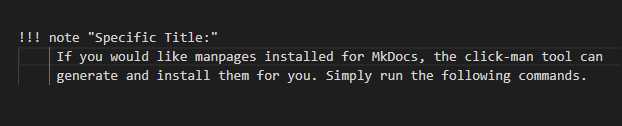 !!! note "Specific Title:"
If you would like manpages installed for MkDocs, the click-man tool can
generate and install them for you. Simply run the following commands.